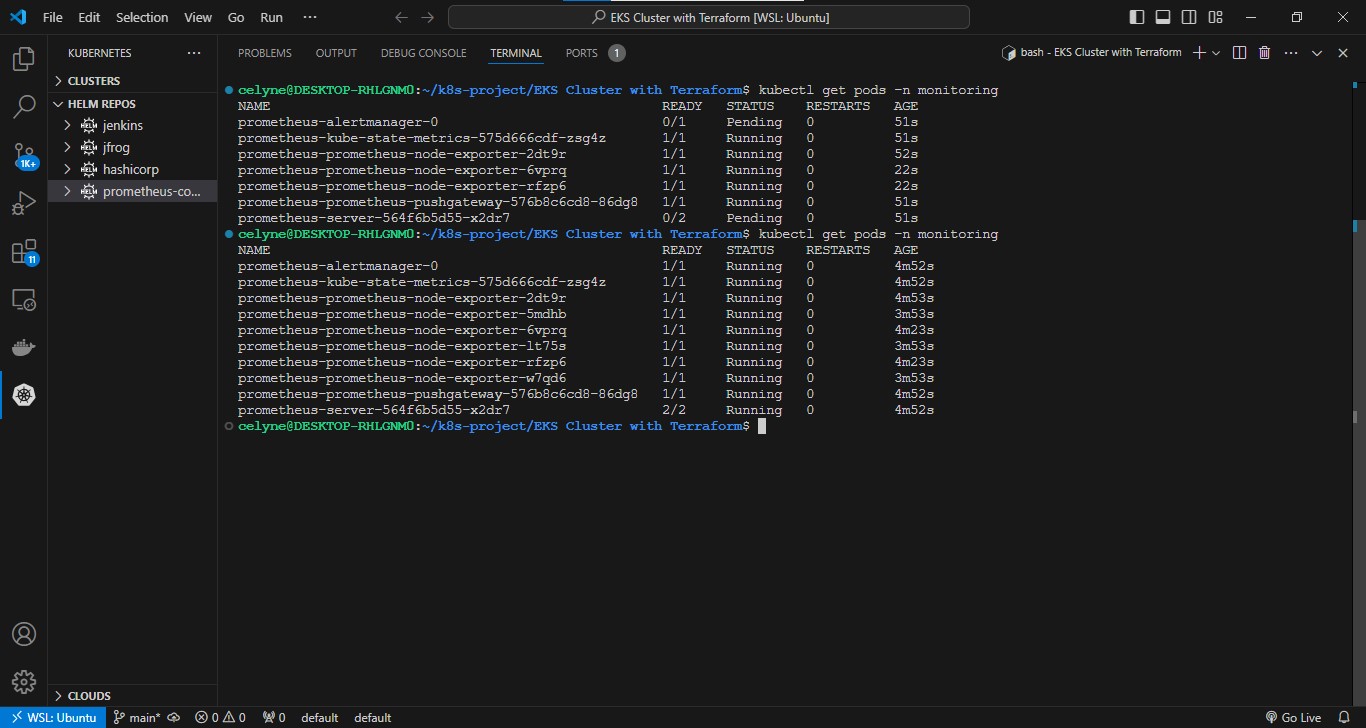 File Edit Selection View Go Run ··· EKS Cluster with Terraform [WSL: Ubuntu]
KUBERNETES ···
PROBLEMS OUTPUT DEBUG CONSOLE TERMINAL PORTS 1 bash - EKS Cluster with Terraform
CLUSTERS
HELM REPOS
HELM jenkins
HELM jfrog
HELM hashicorp
HELM prometheus-co...
CLOUDS
1K+
11
celyne@DESKTOP-RHLGNM0:~/k8s-project/EKS Cluster with Terraform$ kubectl get pods -n monitoring
NAME READY STATUS RESTARTS AGE
prometheus-alertmanager-0 0/1 Pending 0 51s
prometheus-kube-state-metrics-575d666cdf-zsg4z 1/1 Running 0 51s
prometheus-prometheus-node-exporter-2dt9r 1/1 Running 0 52s
prometheus-prometheus-node-exporter-6vprq 1/1 Running 0 22s
prometheus-prometheus-node-exporter-rfzp6 1/1 Running 0 22s
prometheus-prometheus-pushgateway-576b8c6cd8-86dg8 1/1 Running 0 51s
prometheus-server-564f6b5d55-x2dr7 0/2 Pending 0 51s
celyne@DESKTOP-RHLGNM0:~/k8s-project/EKS Cluster with Terraform$ kubectl get pods -n monitoring
NAME READY STATUS RESTARTS AGE
prometheus-alertmanager-0 1/1 Running 0 4m52s
prometheus-kube-state-metrics-575d666cdf-zsg4z 1/1 Running 0 4m52s
prometheus-prometheus-node-exporter-2dt9r 1/1 Running 0 4m53s
prometheus-prometheus-node-exporter-5mdhb 1/1 Running 0 3m53s
prometheus-prometheus-node-exporter-6vprq 1/1 Running 0 4m23s
prometheus-prometheus-node-exporter-lt75s 1/1 Running 0 3m53s
prometheus-prometheus-node-exporter-rfzp6 1/1 Running 0 4m23s
prometheus-prometheus-node-exporter-w7qd6 1/1 Running 0 3m53s
prometheus-prometheus-pushgateway-576b8c6cd8-86dg8 1/1 Running 0 4m52s
prometheus-server-564f6b5d55-x2dr7 2/2 Running 0 4m52s
celyne@DESKTOP-RHLGNM0:~/k8s-project/EKS Cluster with Terraform$
WSL: Ubuntu main* 0 0 0 default default Go Live